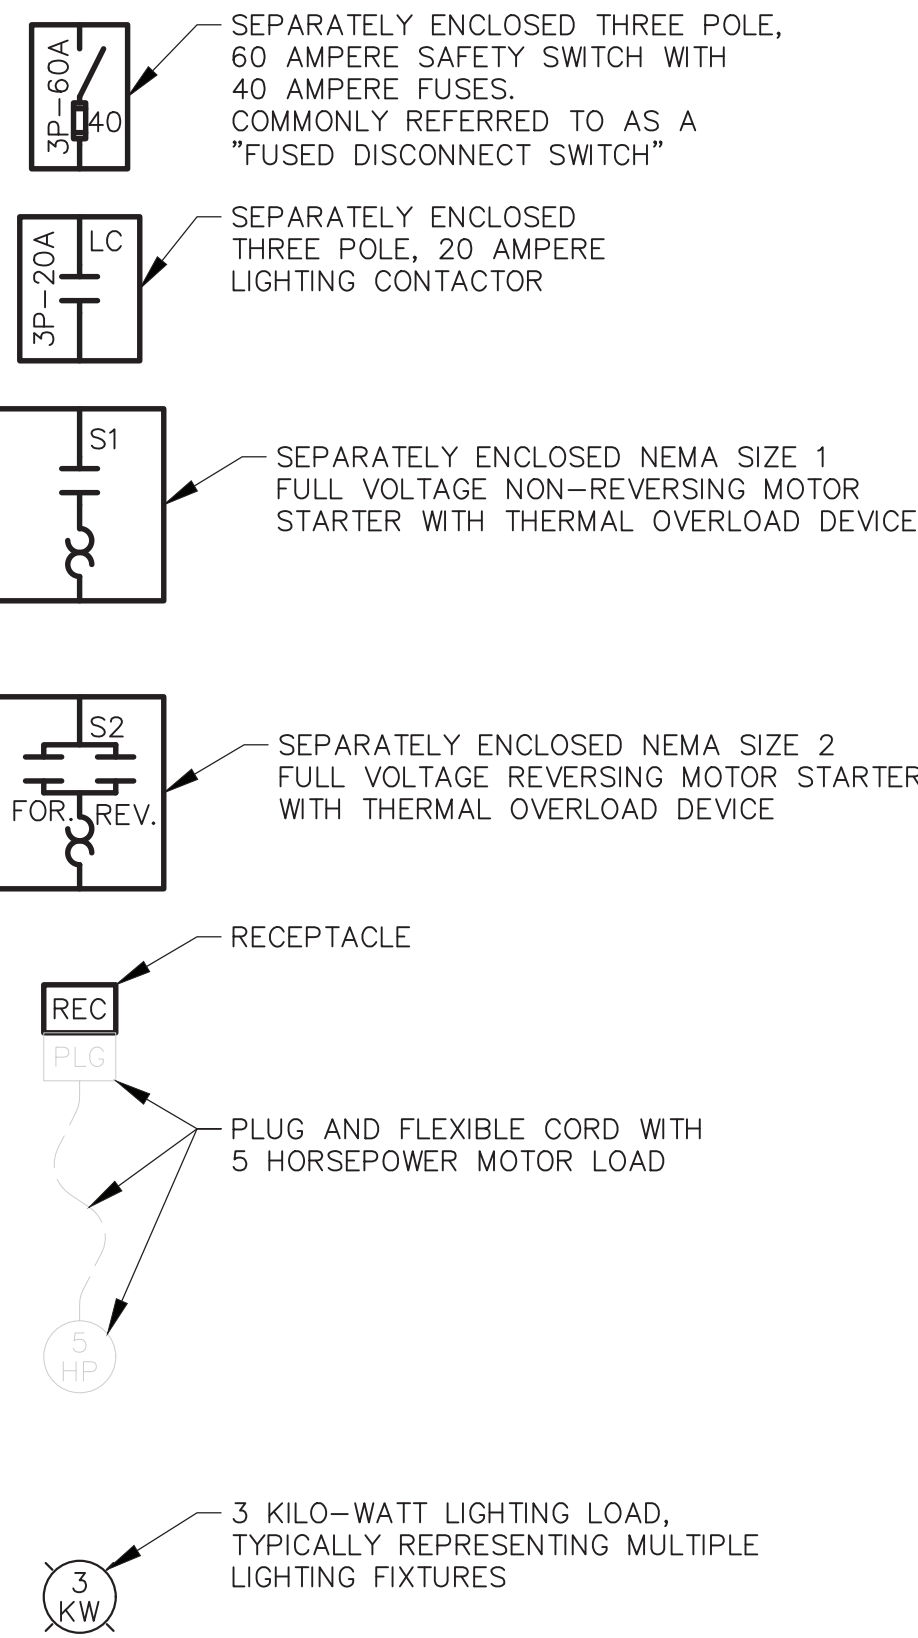 SEPARATELY ENCLOSED THREE POLE,
60 AMPERE SAFETY SWITCH WITH
40 AMPERE FUSES.
COMMONLY REFERRED TO AS A
"FUSED DISCONNECT SWITCH"
3P-60A
40
SEPARATELY ENCLOSED
THREE POLE, 20 AMPERE
LIGHTING CONTACTOR
3P-20A
LC
S1
SEPARATELY ENCLOSED NEMA SIZE 1
FULL VOLTAGE NON-REVERSING MOTOR
STARTER WITH THERMAL OVERLOAD DEVICE
S2
FOR. REV.
SEPARATELY ENCLOSED NEMA SIZE 2
FULL VOLTAGE REVERSING MOTOR STARTER
WITH THERMAL OVERLOAD DEVICE
RECEPTACLE
REC
PLG
PLUG AND FLEXIBLE CORD WITH
5 HORSEPOWER MOTOR LOAD
5
HP
3 KILO-WATT LIGHTING LOAD,
TYPICALLY REPRESENTING MULTIPLE
LIGHTING FIXTURES
3
KW